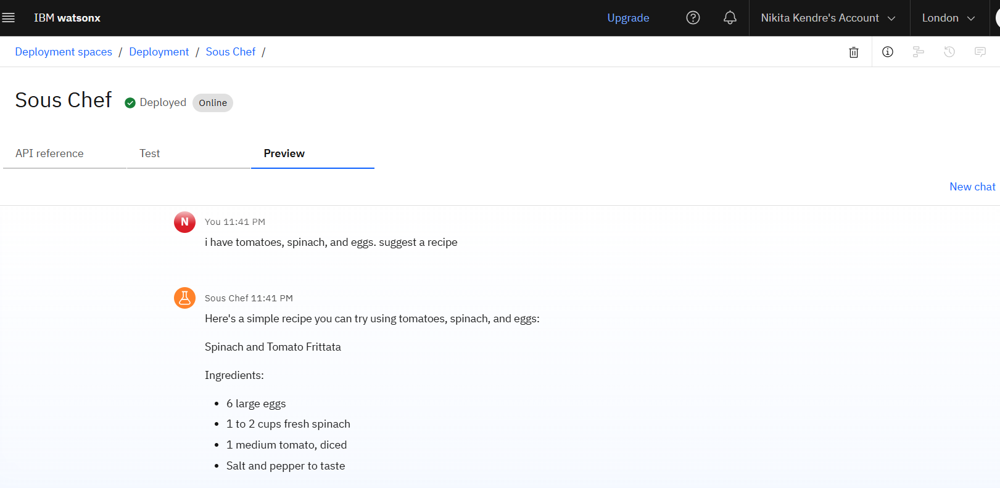 IBM watsonx
Upgrade
Nikita Kendre's Account
London
Deployment spaces / Deployment / Sous Chef /
Sous Chef
Deployed
Online
API reference
Test
Preview
New chat
N
You 11:41 PM
i have tomatoes, spinach, and eggs. suggest a recipe
Sous Chef 11:41 PM
Here's a simple recipe you can try using tomatoes, spinach, and eggs:
Spinach and Tomato Frittata
Ingredients:
• 6 large eggs
• 1 to 2 cups fresh spinach
• 1 medium tomato, diced
• Salt and pepper to taste